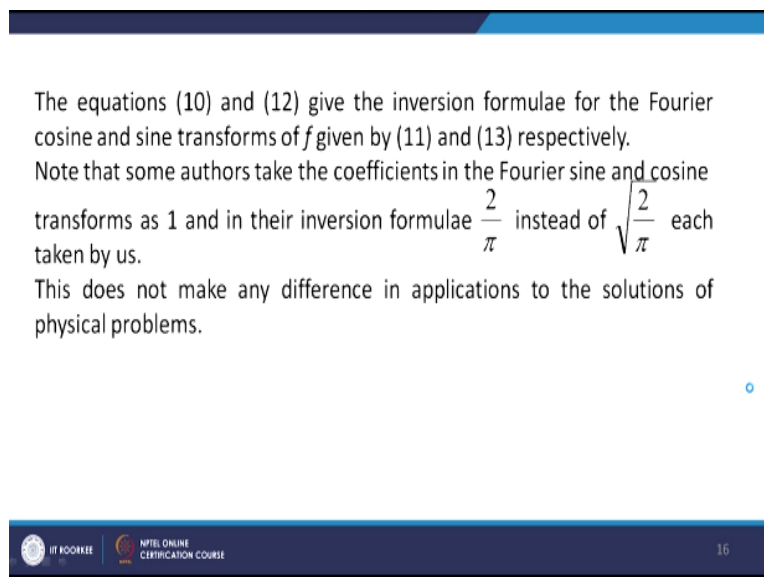 The equations (10) and (12) give the inversion formulae for the Fourier
cosine and sine transforms of f given by (11) and (13) respectively.
Note that some authors take the coefficients in the Fourier sine and cosine
transforms as 1 and in their inversion formulae 2/π instead of √(2/π) each
taken by us.
This does not make any difference in applications to the solutions of
physical problems.
IIT ROORKEE
NPTEL ONLINE
CERTIFICATION COURSE
16